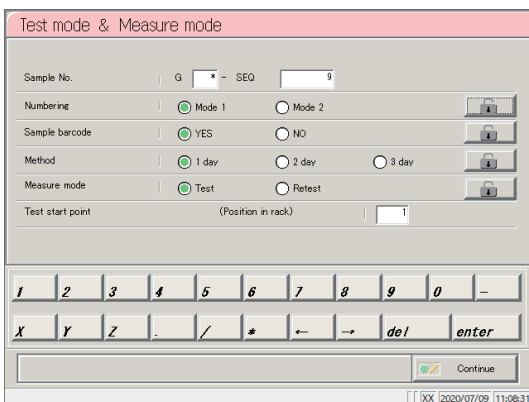 Test mode & Measure mode
Sample No. G * - SEQ 9
Numbering Mode 1 Mode 2
Sample barcode YES NO
Method 1 day 2 day 3 day
Measure mode Test Retest
Test start point (Position in rack) 1
1 2 3 4 5 6 7 8 9 0 -
X Y Z . / * ← → del enter
Continue
XX 2020/07/09 11:08:31